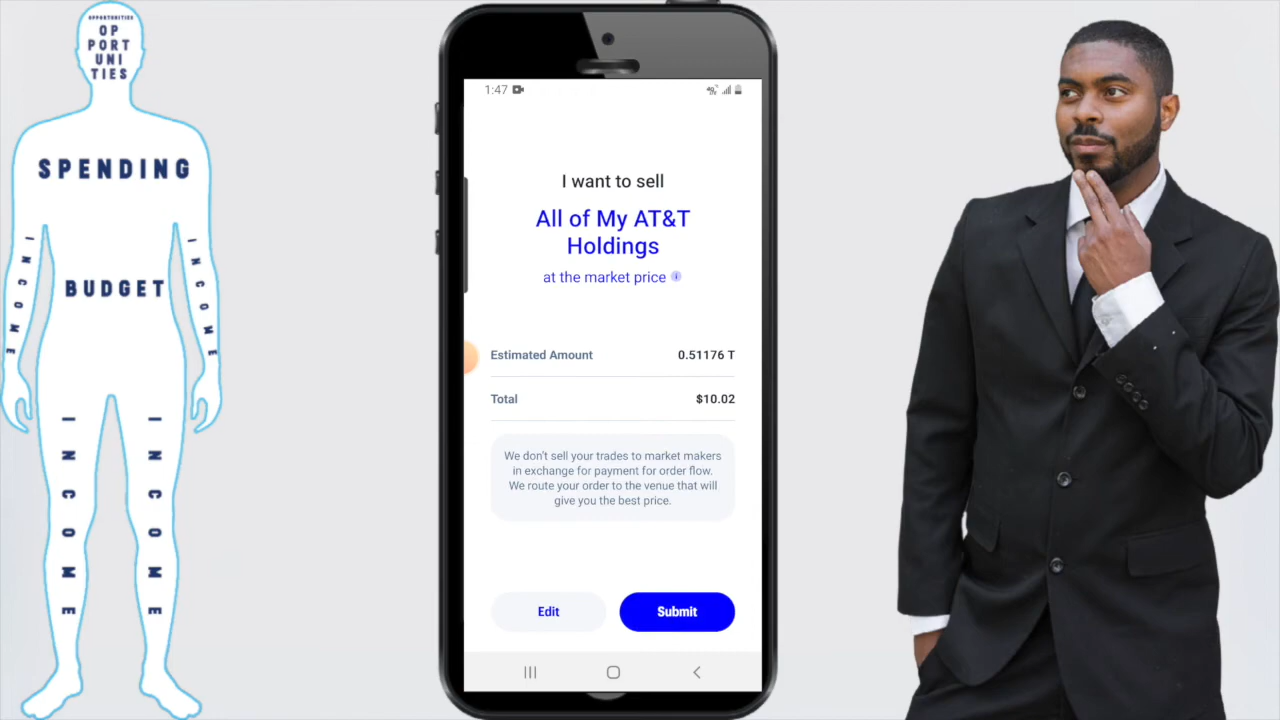 OPPORTUNITIES
OP
PORT
UNI
TIES
SPENDING
BUDGET
INCOME
INCOME
INCOME
INCOME
1:47
4G
I want to sell
All of My AT&T
Holdings
at the market price
Estimated Amount 0.51176 T
Total $10.02
We don't sell your trades to market makers
in exchange for payment for order flow.
We route your order to the venue that will
give you the best price.
Edit Submit